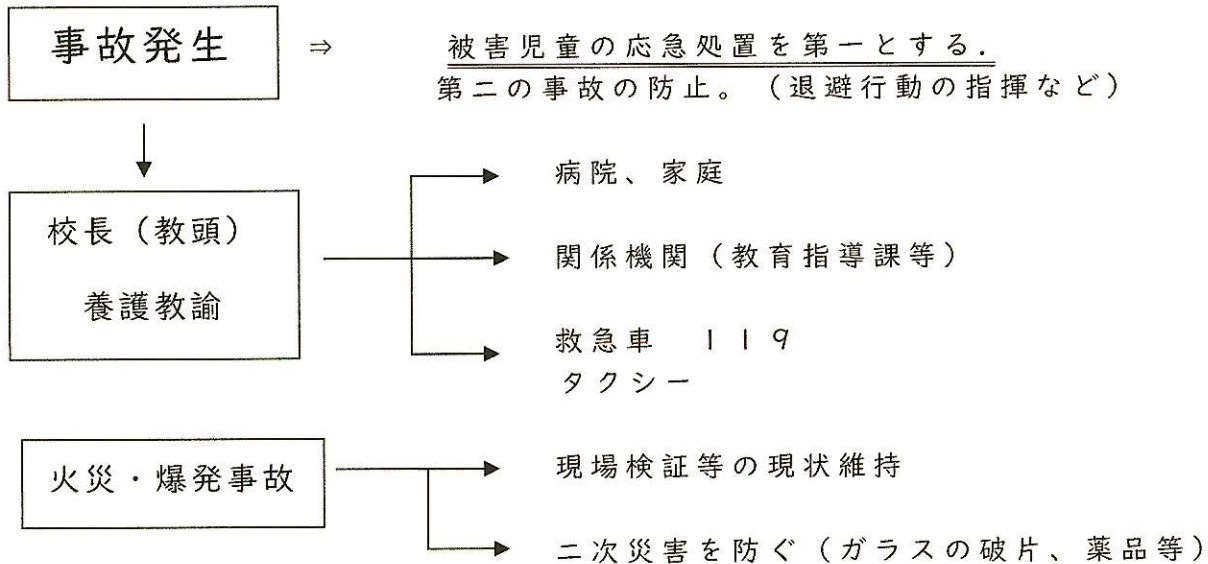 事故発生 ⇒ 被害児童の応急処置を第一とする.
第二の事故の防止。(退避行動の指揮など)
病院、家庭
校長(教頭)
養護教諭
関係機関(教育指導課等)
救急車 119
タクシー
火災・爆発事故
現場検証等の現状維持
二次災害を防ぐ(ガラスの破片、薬品等)